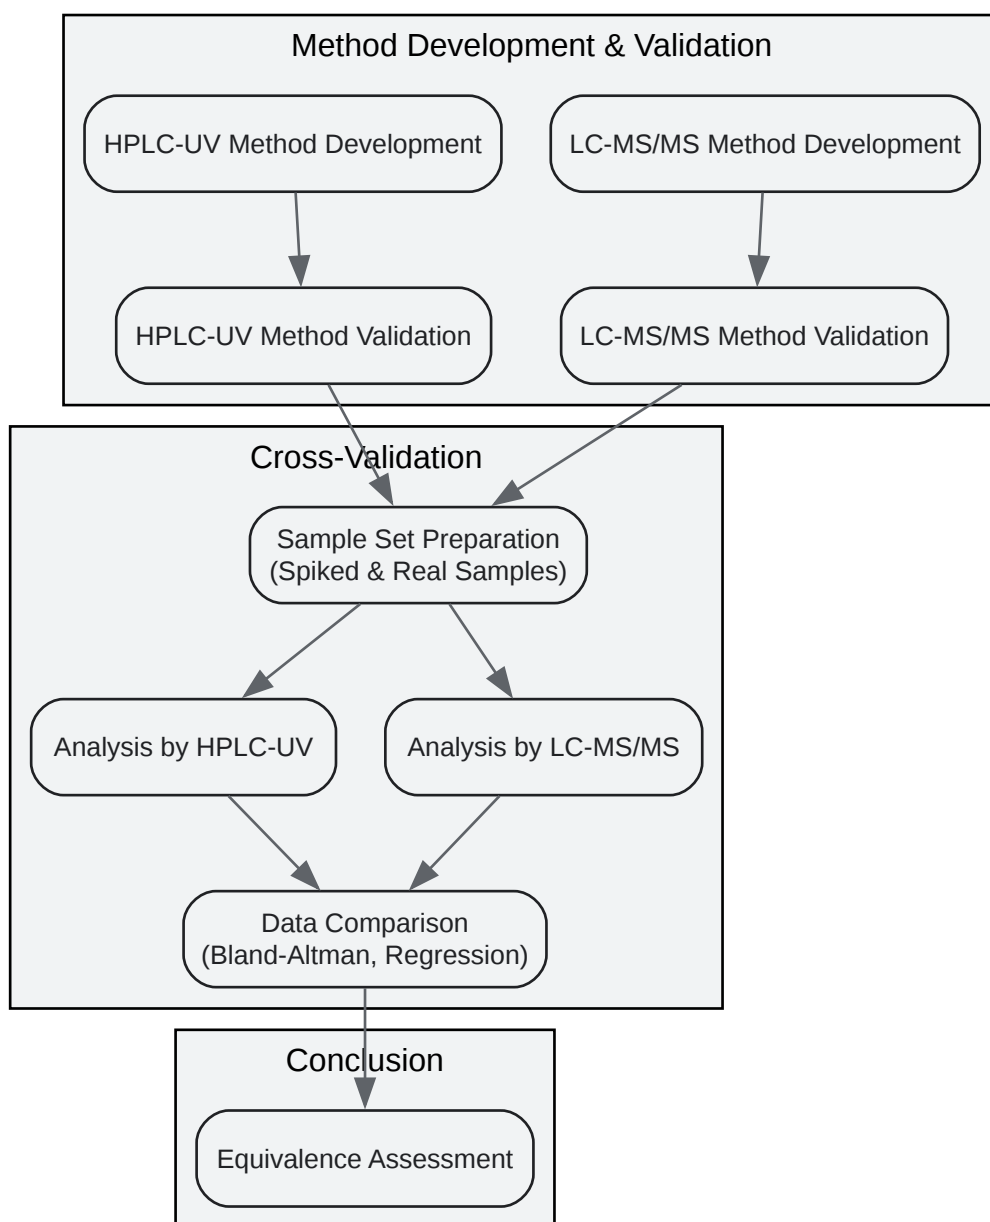 Method Development & Validation
HPLC-UV Method Development
LC-MS/MS Method Development
HPLC-UV Method Validation
LC-MS/MS Method Validation
Cross-Validation
Sample Set Preparation
(Spiked & Real Samples)
Analysis by HPLC-UV
Analysis by LC-MS/MS
Data Comparison
(Bland-Altman, Regression)
Conclusion
Equivalence Assessment